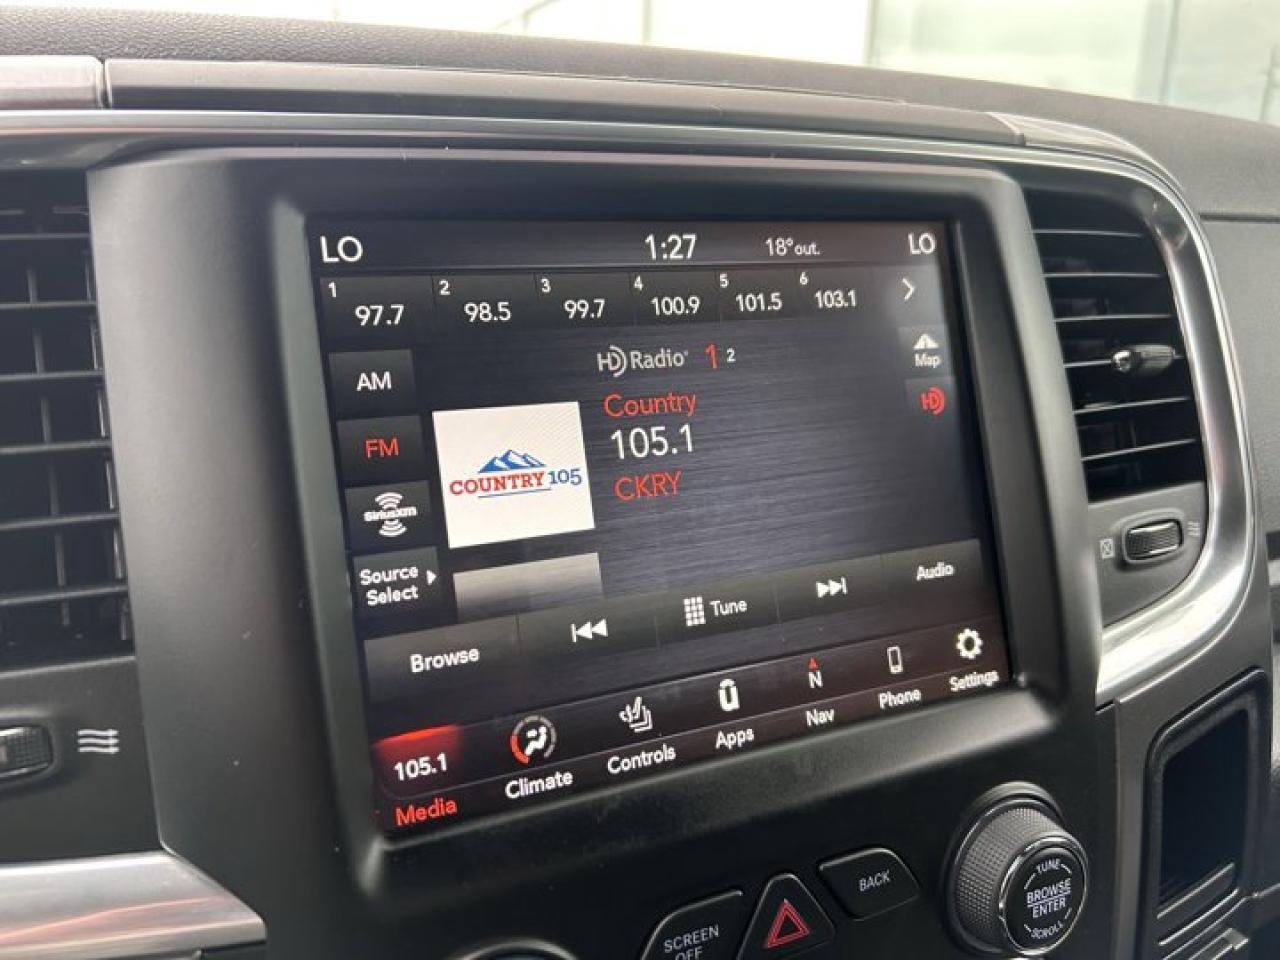 LO 1:27 18° out. LO
1 97.7 2 98.5 3 99.7 4 100.9 5 101.5 6 103.1
HD Radio 1 2
Map
AM
Country
HD
105.1
FM
COUNTRY 105
CKRY
SiriusXM
Source
Select
Audio
Tune
Browse
N
Settings
Phone
Nav
Apps
Controls
105.1
Climate
Media
TUNE
BROWSE
ENTER
SCROLL
BACK
SCREEN
OFF